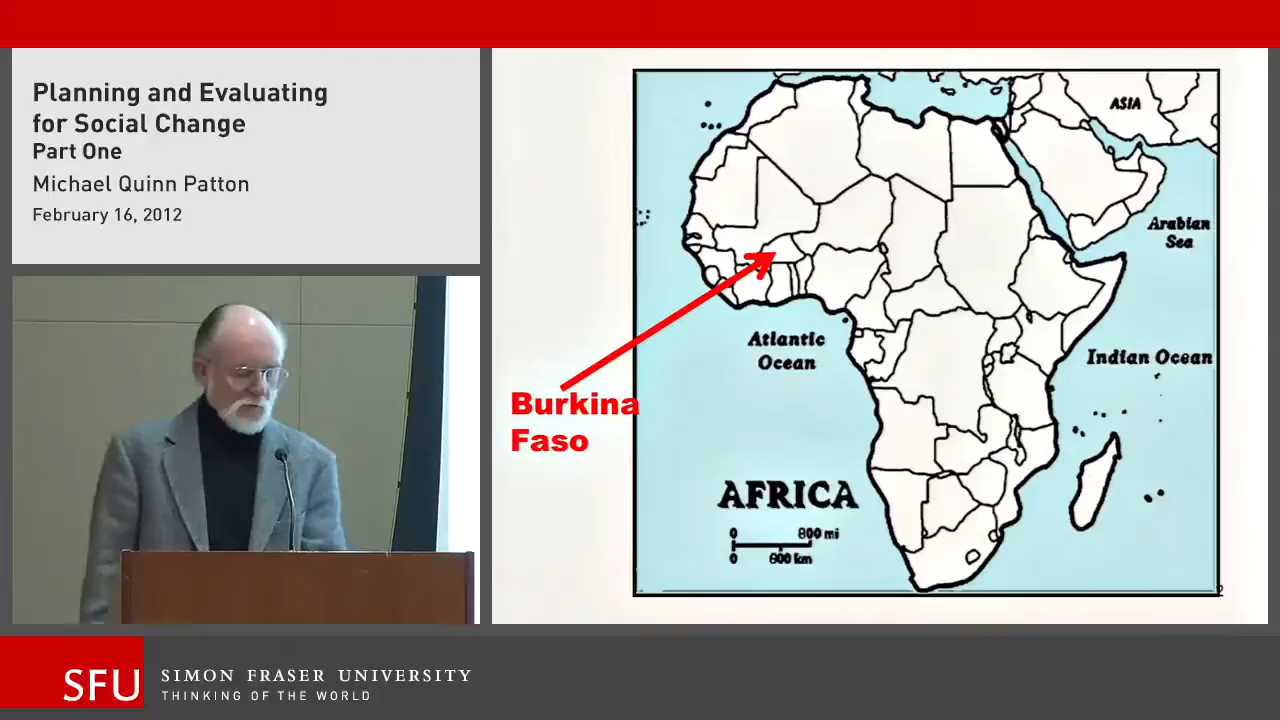 Planning and Evaluating
for Social Change
Part One
Michael Quinn Patton
February 16, 2012
ASIA
Arabian
Sea
Atlantic
Ocean
Indian Ocean
Burkina
Faso
AFRICA
0 800 mi
0 800 km
2
SFU
SIMON FRASER UNIVERSITY
THINKING OF THE WORLD